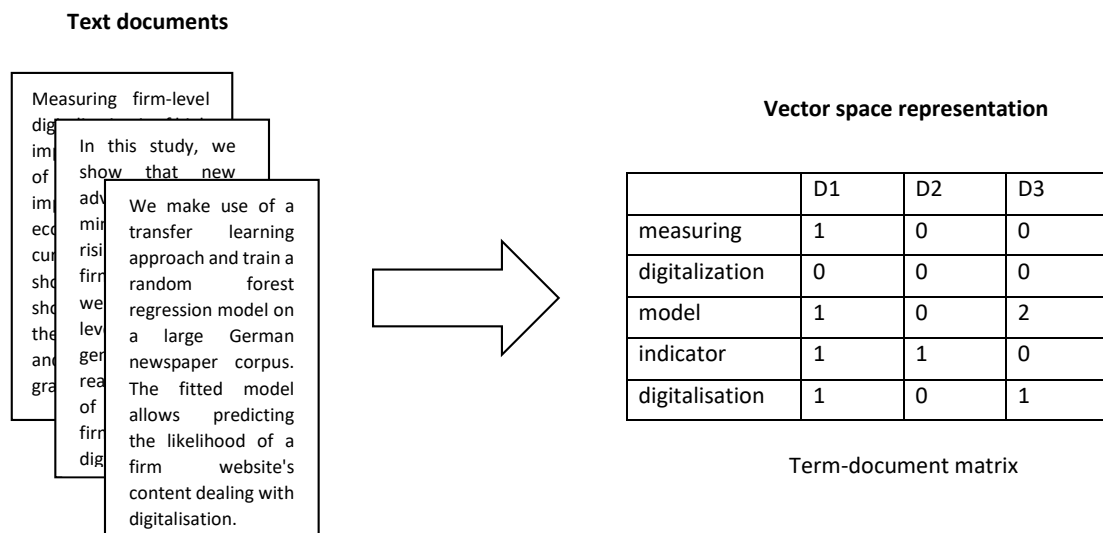 Text documents
Measuring firm-level
of
and
In this study, we
show that new
of
We make use of a
transfer learning
approach and train a
random forest
regression model on
a large German
newspaper corpus.
The fitted model
allows predicting
the likelihood of a
firm website's
content dealing with
digitalisation.
Vector space representation
D1 D2 D3
measuring 1 0 0
digitalization 0 0 0
model 1 0 2
indicator 1 1 0
digitalisation 1 0 1
Term-document matrix